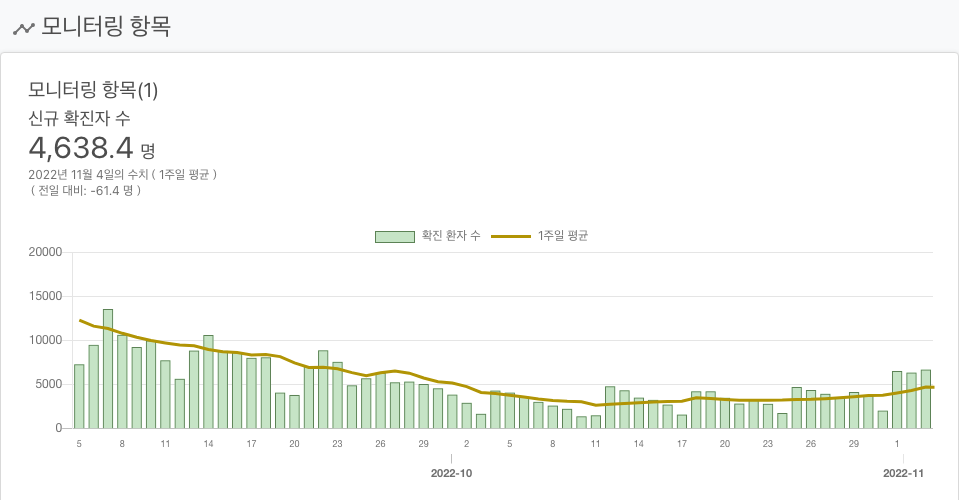 모니터링 항목
모니터링 항목(1)
신규 확진자 수
4,638.4 명
2022년 11월 4일의 수치 ( 1주일 평균 )
( 전일 대비: -61.4 명 )
확진 환자 수 1주일 평균
20000
15000
10000
5000
0
5 8 11 14 17 20 23 26 29 2 5 8 11 14 17 20 23 26 29 1
2022-10 2022-11